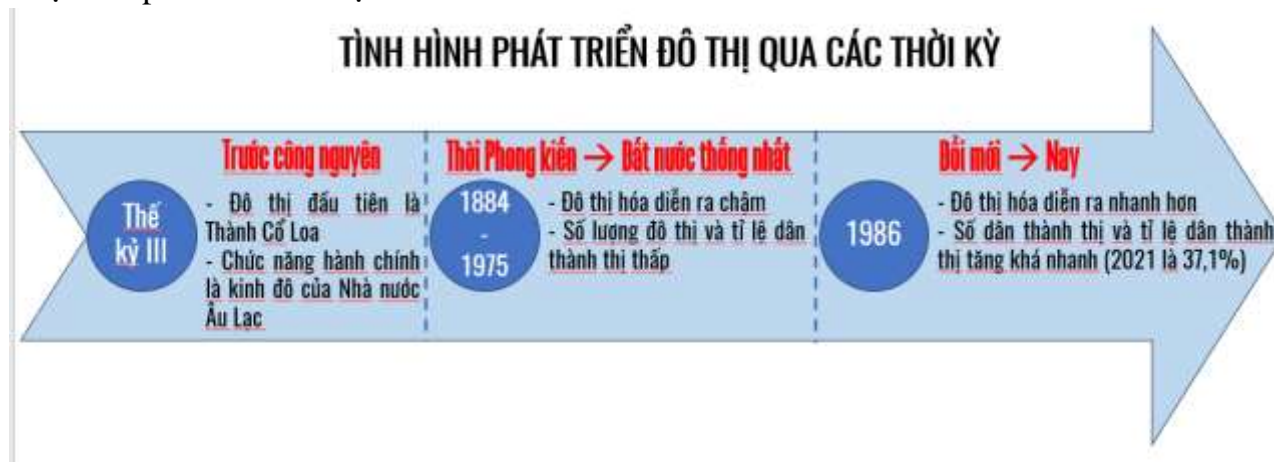 TÌNH HÌNH PHÁT TRIỂN ĐÔ THỊ QUA CÁC THỜI KỲ
Trước công nguyên
Thế
kỷ III
- Đô thị đầu tiên là
Thành Cổ Loa
- Chức năng hành chính
là kinh đô của Nhà nước
Âu Lạc
Thời Phong kiến → Đất nước thống nhất
1884
-
1975
- Đô thị hóa diễn ra chậm
- Số lượng đô thị và tỉ lệ dân
thành thị thấp
Đổi mới → Nay
1986
- Đô thị hóa diễn ra nhanh hơn
- Số dân thành thị và tỉ lệ dân thành
thị tăng khá nhanh (2021 là 37,1%)